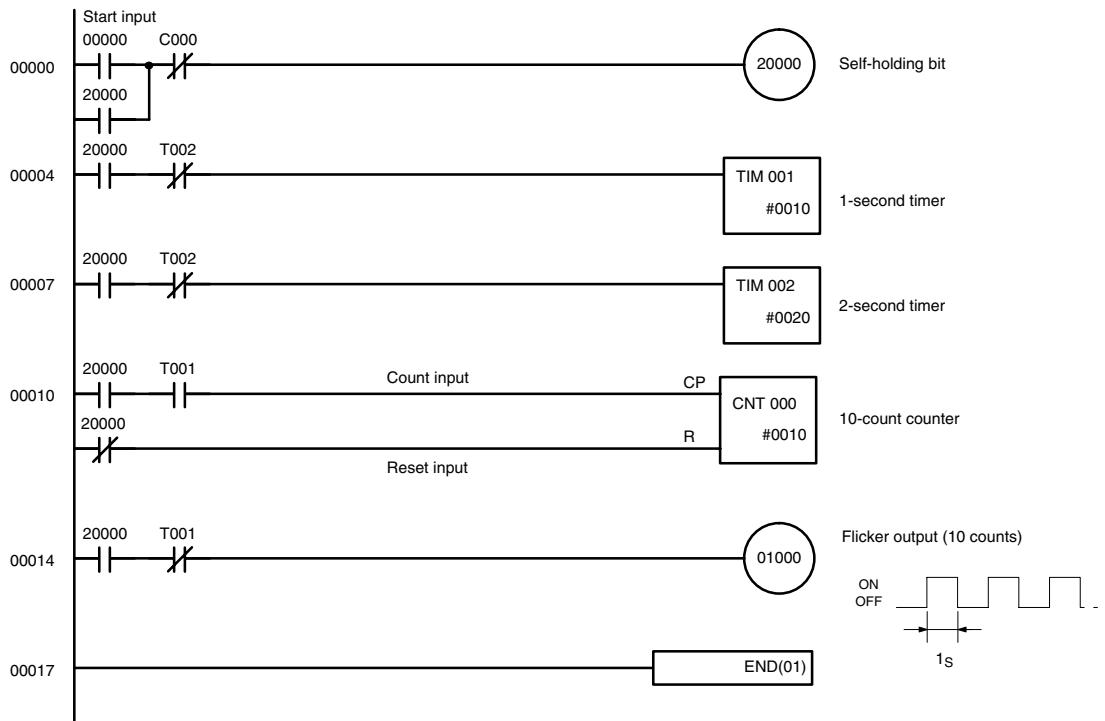 Start input
00000 C000
00000
20000
Self-holding bit
20000
20000 T002
00004
TIM 001
#0010
1-second timer
20000 T002
00007
TIM 002
#0020
2-second timer
20000 T001
00010
Count input
CP
CNT 000
#0010
10-count counter
20000
R
Reset input
20000 T001
00014
01000
Flicker output (10 counts)
ON
OFF
1S
00017
END(01)